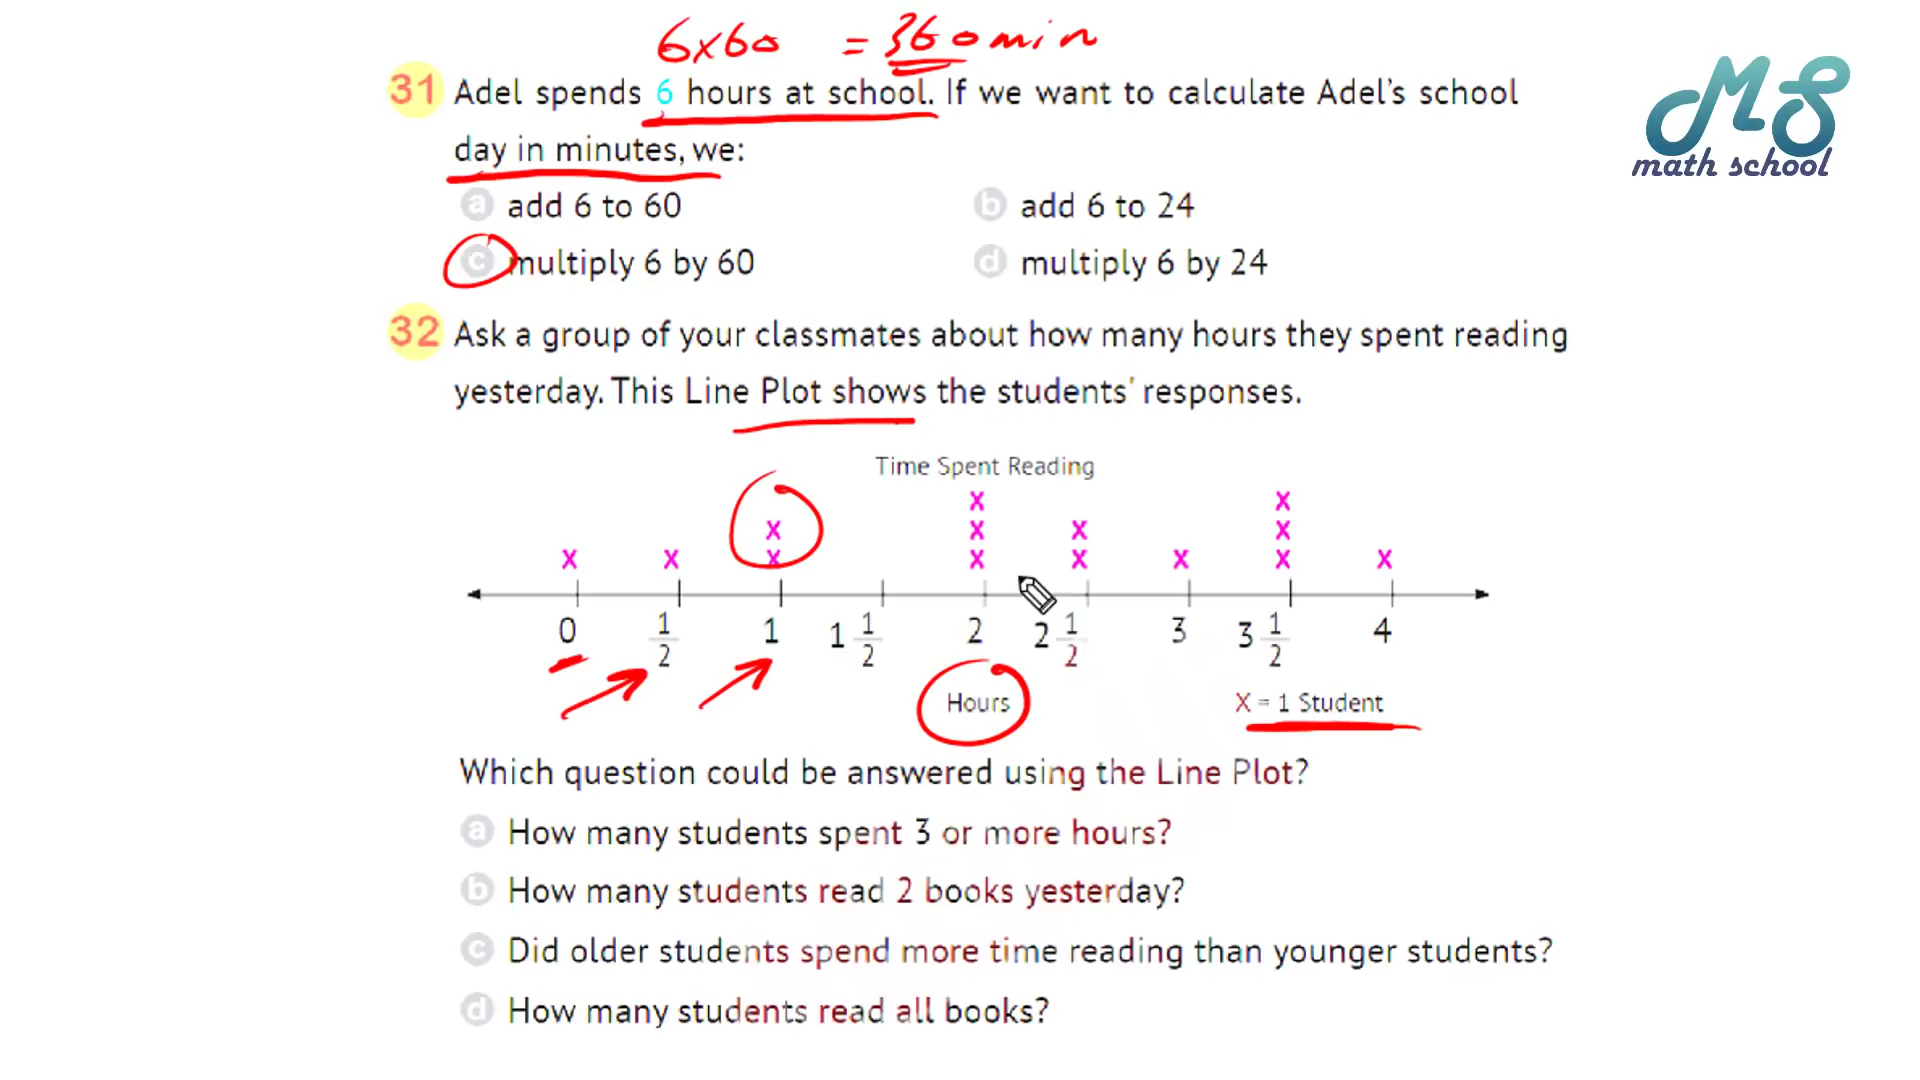 6x60 = 360 min
31 Adel spends 6 hours at school. If we want to calculate Adel's school
day in minutes, we:
a add 6 to 60
b add 6 to 24
c multiply 6 by 60
d multiply 6 by 24
MS
math school
32 Ask a group of your classmates about how many hours they spent reading
yesterday. This Line Plot shows the students' responses.
Time Spent Reading
X X X X X X X X X X X X X X
0 1/2 1 1 1/2 2 2 1/2 3 3 1/2 4
Hours
X = 1 Student
Which question could be answered using the Line Plot?
a How many students spent 3 or more hours?
b How many students read 2 books yesterday?
c Did older students spend more time reading than younger students?
d How many students read all books?